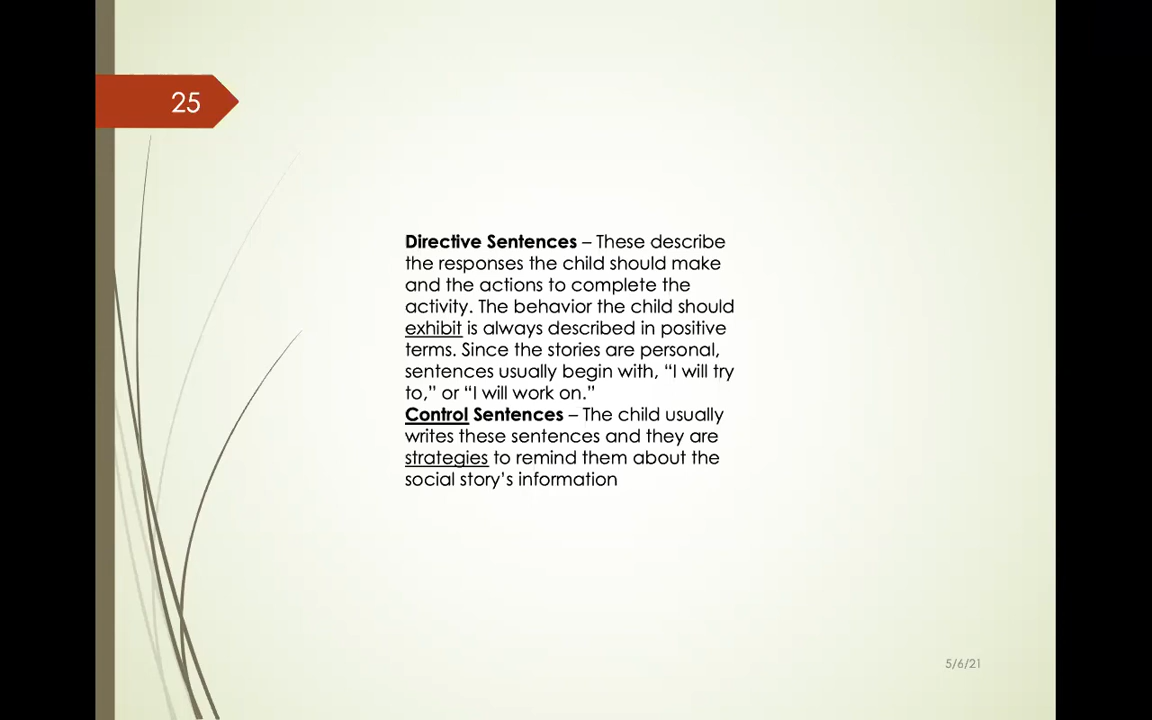 25
Directive Sentences – These describe
the responses the child should make
and the actions to complete the
activity. The behavior the child should
exhibit is always described in positive
terms. Since the stories are personal,
sentences usually begin with, “I will try
to,” or “I will work on.”
Control Sentences – The child usually
writes these sentences and they are
strategies to remind them about the
social story’s information
5/6/21